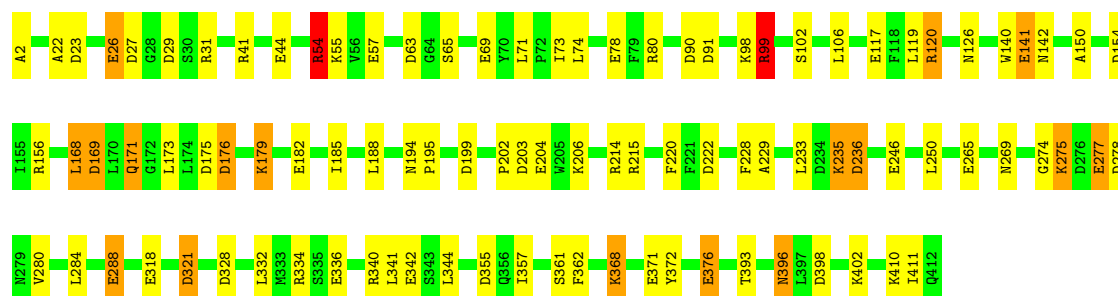 A2 A22 D23 E26 D27 G28 D29 S30 R31 R41 E44 R54 K55 V56 E57 D63 G64 S65 E69 Y70 L71 P72 I73 L74 E78 F79 R80 D90 D91 K98 R99 S102 L106 E117 F118 L119 R120 N126 W140 E141 N142 A150 D154
I155 R156 L168 D169 L170 Q171 G172 L173 L174 D175 D176 K179 E182 I185 L188 N194 P195 D199 P202 D203 E204 W205 K206 R214 R215 F220 F221 D222 F228 A229 L233 D234 K235 D236 E246 L250 E265 N269 G274 K275 D276 E277 D278
N279 V280 L284 E288 E318 D321 D328 L332 M333 R334 S335 E336 R340 L341 E342 S343 L344 D355 Q356 I357 S361 F362 K368 E371 Y372 E376 T393 N396 L397 D398 K402 K410 I411 Q412